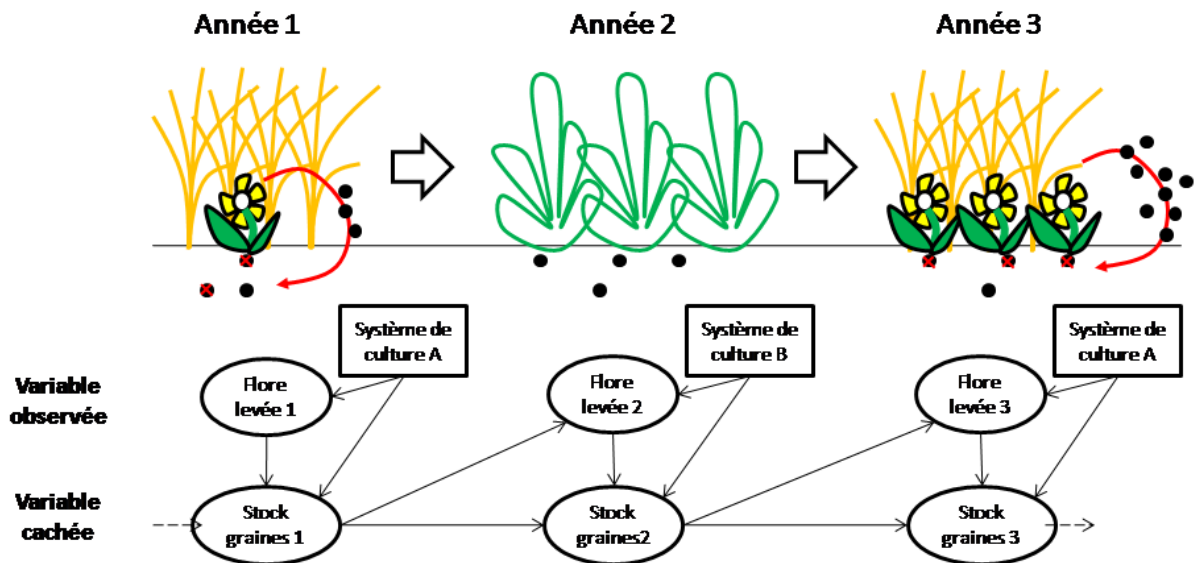 Année 1
Année 2
Année 3
Système de
culture A
Système de
culture B
Système de
culture A
Variable
observée
Flore
levée 1
Flore
levée 2
Flore
levée 3
Variable
cachée
Stock
graines 1
Stock
graines2
Stock
graines 3